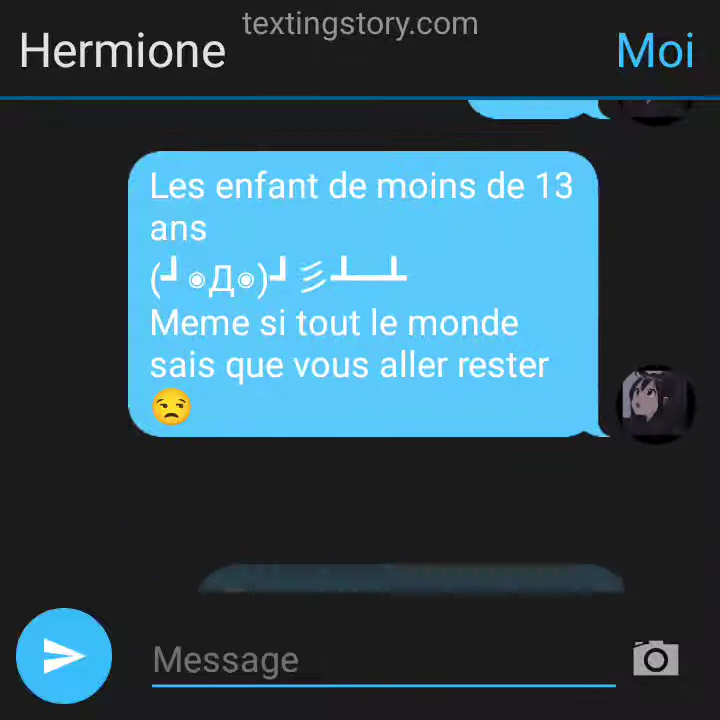 textingstory.com
Hermione
Moi
Les enfant de moins de 13
ans
(┛◉Д◉)┛彡┻━┻
Meme si tout le monde
sais que vous aller rester
😒
Message